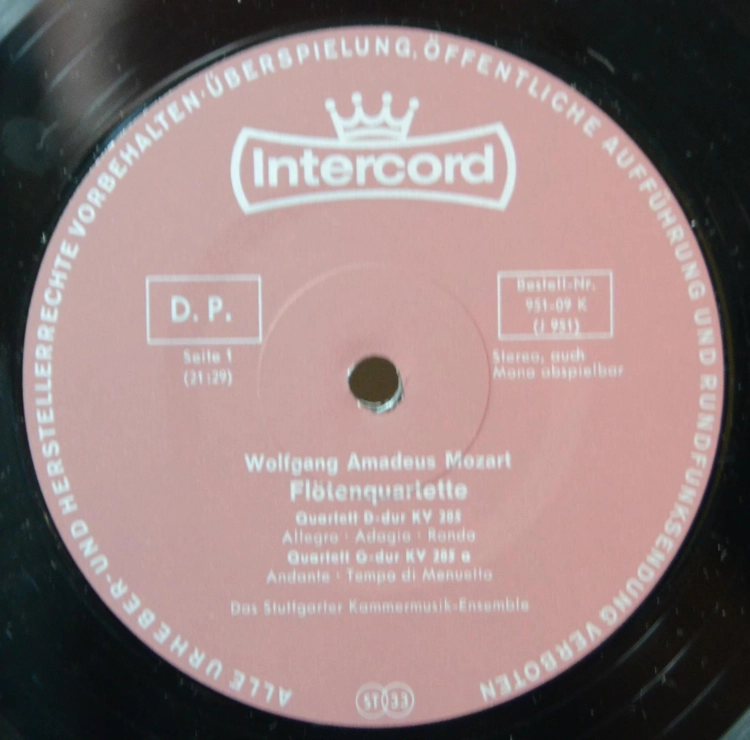 ALLE URHEBER- UND HERSTELLERRECHTE VORBEHALTEN · ÜBERSPIELUNG, ÖFFENTLICHE AUFFÜHRUNG UND RUNDFUNKSENDUNG VERBOTEN
Intercord
D. P.
Bestell-Nr.
951-09 K
(J 951)
Seite 1
(21:29)
Stereo, auch
Mono abspielbar
Wolfgang Amadeus Mozart
Flötenquartette
Quartett D-dur KV 285
Allegro · Adagio · Rondo
Quartett G-dur KV 285 a
Andante · Tempo di Menuetto
Das Stuttgarter Kammermusik-Ensemble
ST 33